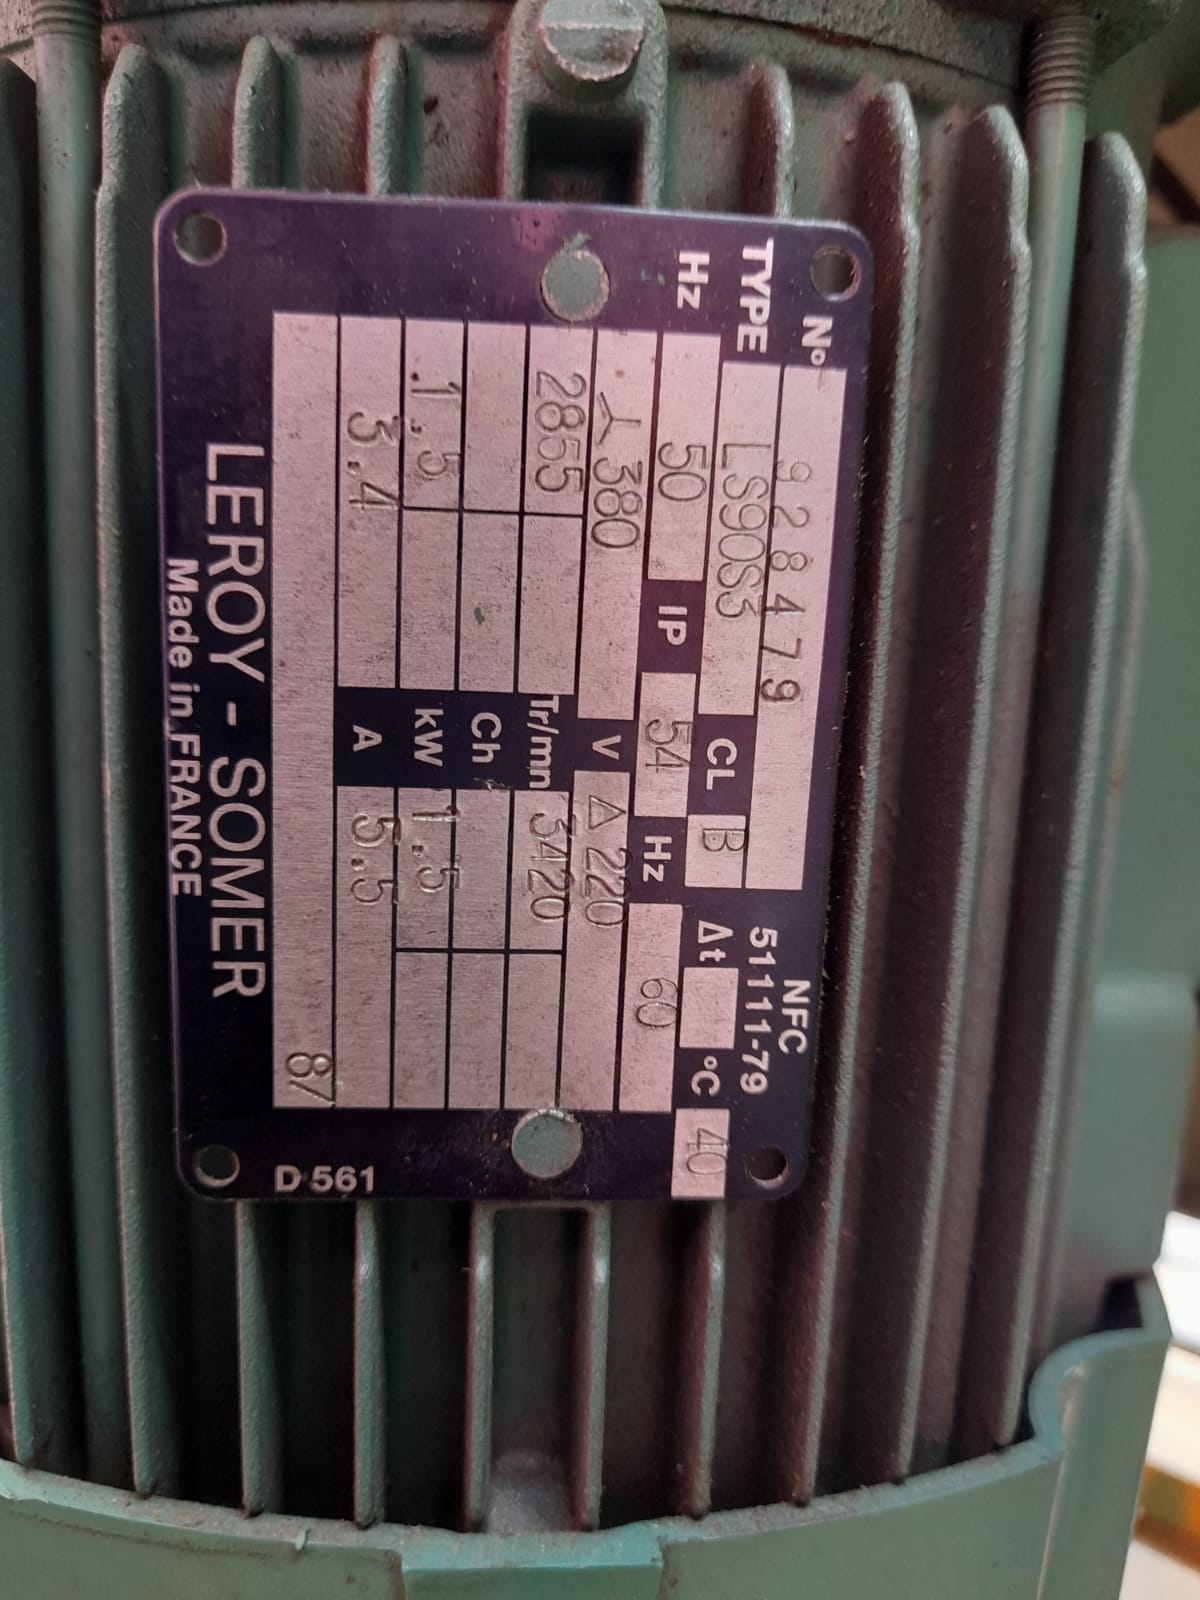 N° 9284479
NFC
51111-79
TYPE LS90S3 CL B Δt °C 40
Hz 50 IP 54 Hz 60
⅄ 380 V Δ 220
2855 Tr/mn 3420
Ch
1.5 kW 1.5
3.4 A 5.5
8/
LEROY - SOMER
Made in FRANCE
D 561